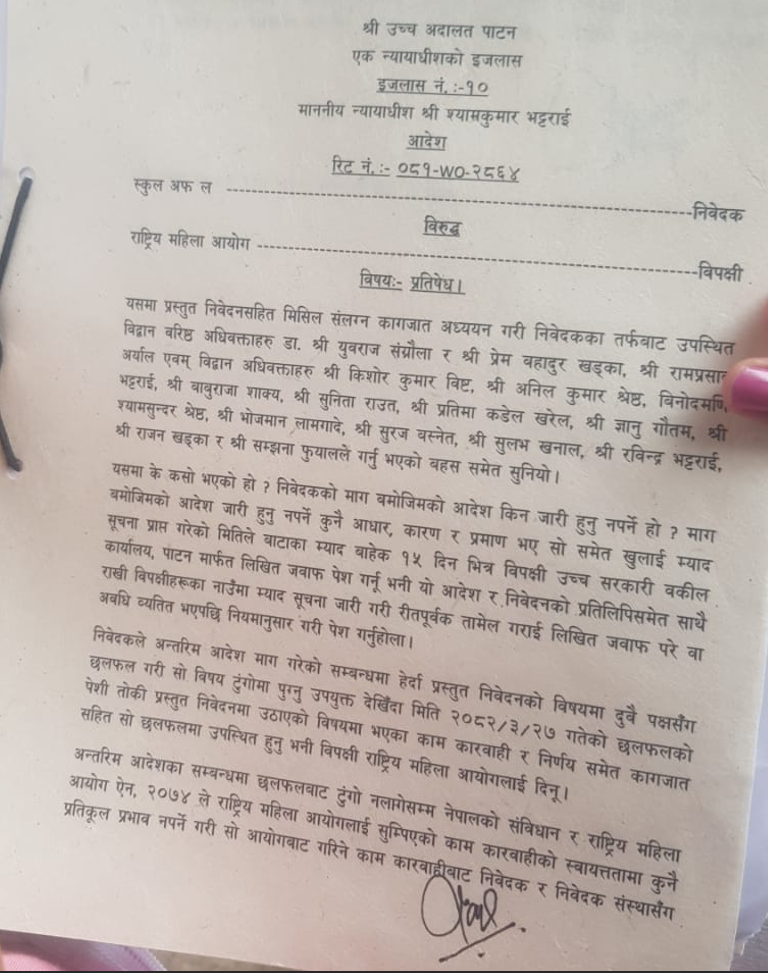 श्री उच्च अदालत पाटन
एक न्यायाधीशको इजलास
इजलास नं. :-१०
माननीय न्यायाधीश श्री श्यामकुमार भट्टराई
आदेश
रिट नं. :- ०८१-WO-२८६४
स्कुल अफ ल ------------------------------------------------निवेदक
विरुद्ध
राष्ट्रिय महिला आयोग ------------------------------------------------विपक्षी
विषयः- प्रतिषेध।
यसमा प्रस्तुत निवेदनसहित मिसिल संलग्न कागजात अध्ययन गरी निवेदकका तर्फबाट उपस्थित
विद्वान वरिष्ठ अधिवक्ताहरु डा. श्री युवराज संग्रौला र श्री प्रेम वहादुर खड्का, श्री रामप्रसाद
अर्याल एवम् विद्वान अधिवक्ताहरु श्री किशोर कुमार विष्ट, श्री अनिल कुमार श्रेष्ठ, विनोदमणि
भट्टराई, श्री वावुराजा शाक्य, श्री सुनिता राउत, श्री प्रतिमा कडेल खरेल, श्री ज्ञानु गौतम, श्री
श्यामसुन्दर श्रेष्ठ, श्री भोजमान लामगादे, श्री सुरज वस्नेत, श्री सुलभ खनाल, श्री रविन्द्र भट्टराई,
श्री राजन खड्का र श्री सम्झना फुयालले गर्नु भएको वहस समेत सुनियो।
यसमा के कसो भएको हो ? निवेदकको माग वमोजिमको आदेश किन जारी हुनु नपर्ने हो ? माग
वमोजिमको आदेश जारी हुनु नपर्ने कुनै आधार, कारण र प्रमाण भए सो समेत खुलाई म्याद
सूचना प्राप्त गरेको मितिले वाटाका म्याद बाहेक १५ दिन भित्र विपक्षी उच्च सरकारी वकील
कार्यालय, पाटन मार्फत लिखित जवाफ पेश गर्नू भनी यो आदेश र निवेदनको प्रतिलिपिसमेत साथै
राखी विपक्षीहरूका नाउँमा म्याद सूचना जारी गरी रीतपूर्वक तामेल गराई लिखित जवाफ परे वा
अवधि व्यतित भएपछि नियमानुसार गरी पेश गर्नुहोला।
निवेदकले अन्तरिम आदेश माग गरेको सम्बन्धमा हेर्दा प्रस्तुत निवेदनको विषयमा दुवै पक्षसँग
छलफल गरी सो विषय टुंगोमा पुग्नु उपयुक्त देखिँदा मिति २०८२/३/२७ गतेको छलफलको
पेशी तोकी प्रस्तुत निवेदनमा उठाएको विषयमा भएका काम कारवाही र निर्णय समेत कागजात
सहित सो छलफलमा उपस्थित हुनु भनी विपक्षी राष्ट्रिय महिला आयोगलाई दिनू।
अन्तरिम आदेशका सम्बन्धमा छलफलबाट टुंगो नलागेसम्म नेपालको संविधान र राष्ट्रिय महिला
आयोग ऐन, २०७४ ले राष्ट्रिय महिला आयोगलाई सुम्पिएको काम कारवाहीको स्वायत्ततामा कुनै
प्रतिकूल प्रभाव नपर्ने गरी सो आयोगवाट गरिने काम कारवाहीबाट निवेदक र निवेदक संस्थासँग